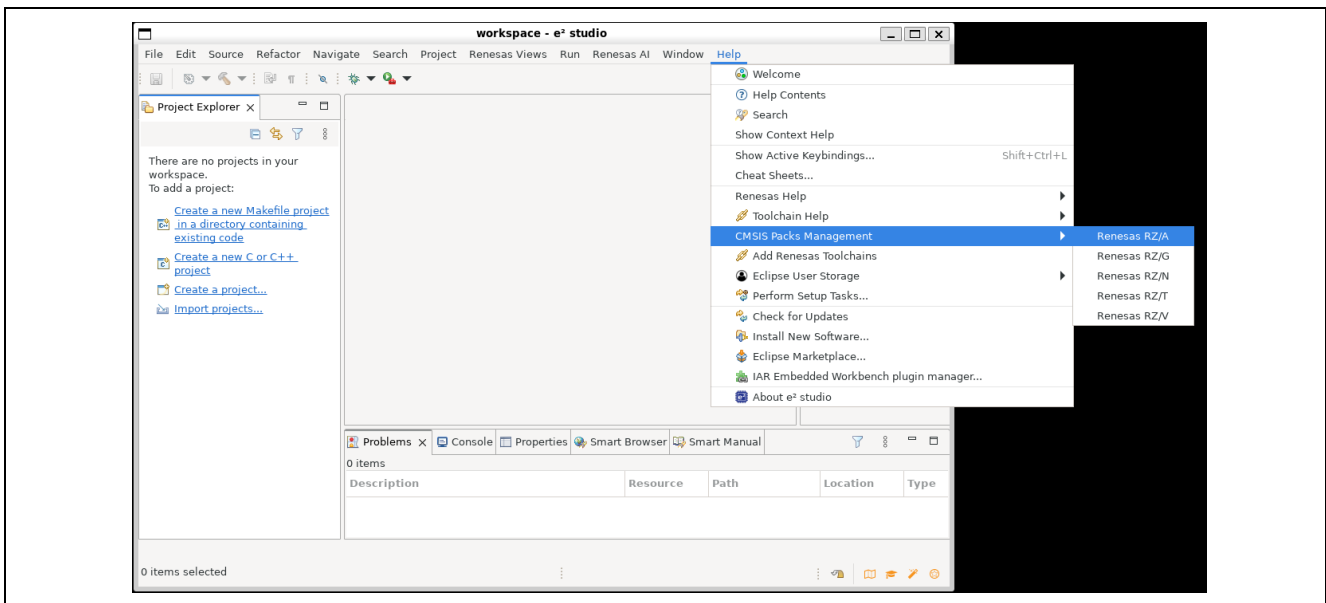 workspace - e² studio
File Edit Source Refactor Navigate Search Project Renesas Views Run Renesas AI Window Help
Project Explorer
There are no projects in your
workspace.
To add a project:
Create a new Makefile project
in a directory containing
existing code
Create a new C or C++
project
Create a project...
Import projects...
Welcome
Help Contents
Search
Show Context Help
Show Active Keybindings... Shift+Ctrl+L
Cheat Sheets...
Renesas Help
Toolchain Help
CMSIS Packs Management
Add Renesas Toolchains
Eclipse User Storage
Perform Setup Tasks...
Check for Updates
Install New Software...
Eclipse Marketplace...
IAR Embedded Workbench plugin manager...
About e² studio
Renesas RZ/A
Renesas RZ/G
Renesas RZ/N
Renesas RZ/T
Renesas RZ/V
Problems Console Properties Smart Browser Smart Manual
0 items
Description Resource Path Location Type
0 items selected